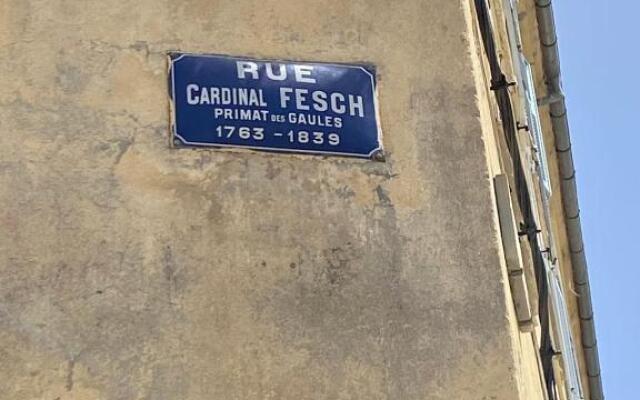 RUE
CARDINAL FESCH
PRIMAT DES GAULES
1763 - 1839